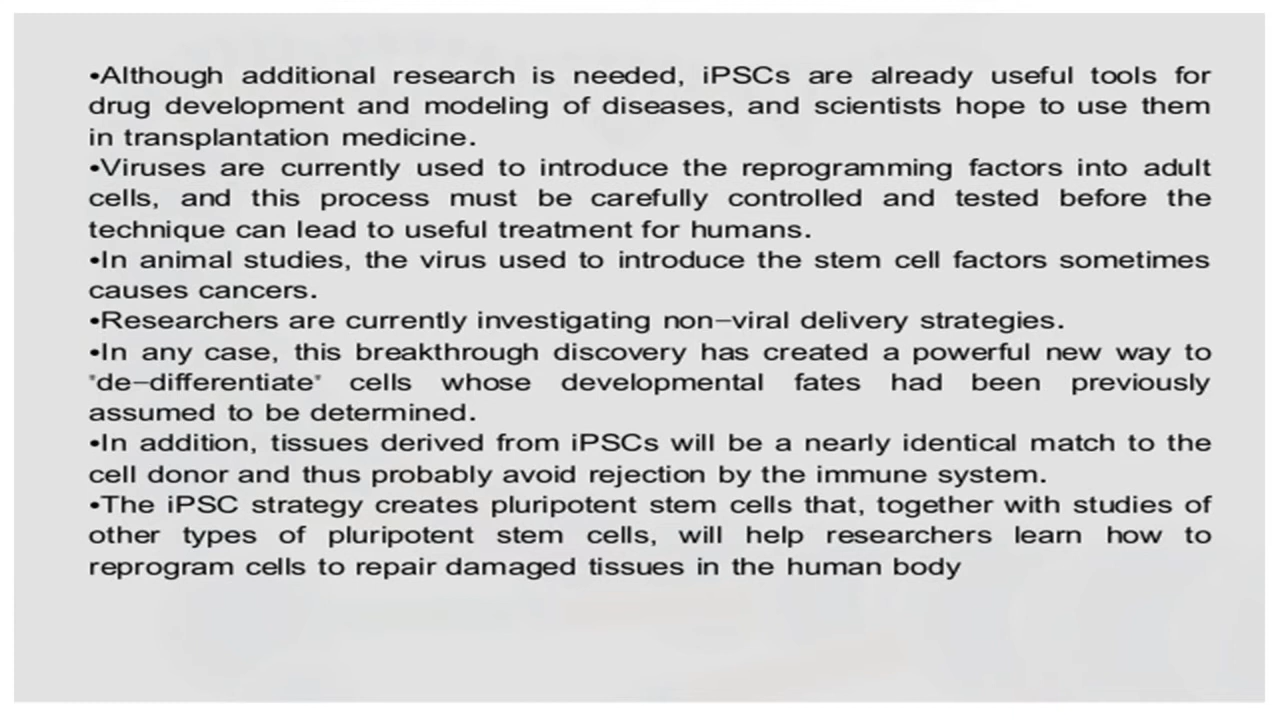 •Although additional research is needed, iPSCs are already useful tools for
drug development and modeling of diseases, and scientists hope to use them
in transplantation medicine.
•Viruses are currently used to introduce the reprogramming factors into adult
cells, and this process must be carefully controlled and tested before the
technique can lead to useful treatment for humans.
•In animal studies, the virus used to introduce the stem cell factors sometimes
causes cancers.
•Researchers are currently investigating non–viral delivery strategies.
•In any case, this breakthrough discovery has created a powerful new way to
"de–differentiate" cells whose developmental fates had been previously
assumed to be determined.
•In addition, tissues derived from iPSCs will be a nearly identical match to the
cell donor and thus probably avoid rejection by the immune system.
•The iPSC strategy creates pluripotent stem cells that, together with studies of
other types of pluripotent stem cells, will help researchers learn how to
reprogram cells to repair damaged tissues in the human body